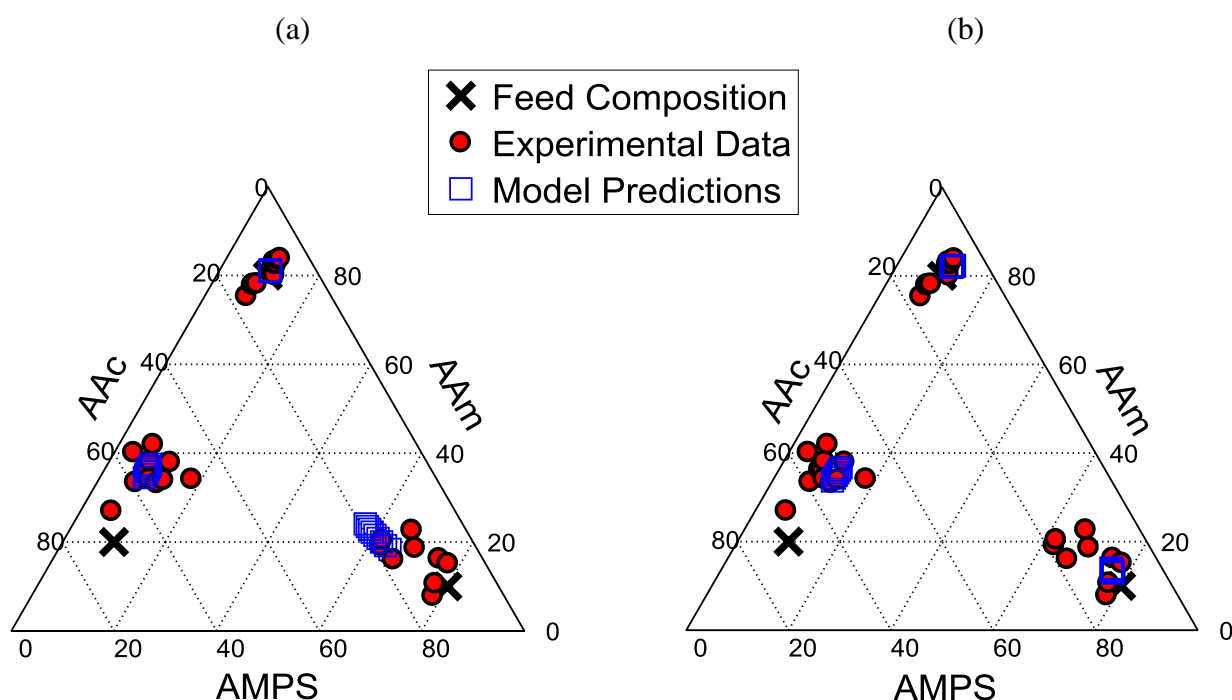 (a) (b)
Feed Composition
Experimental Data
Model Predictions
0 0
20 80 20 80
40 60 40 60
AAc AAm AAc AAm
60 40 60 40
80 20 80 20
0 0
0 20 40 60 80 0 20 40 60 80
AMPS AMPS